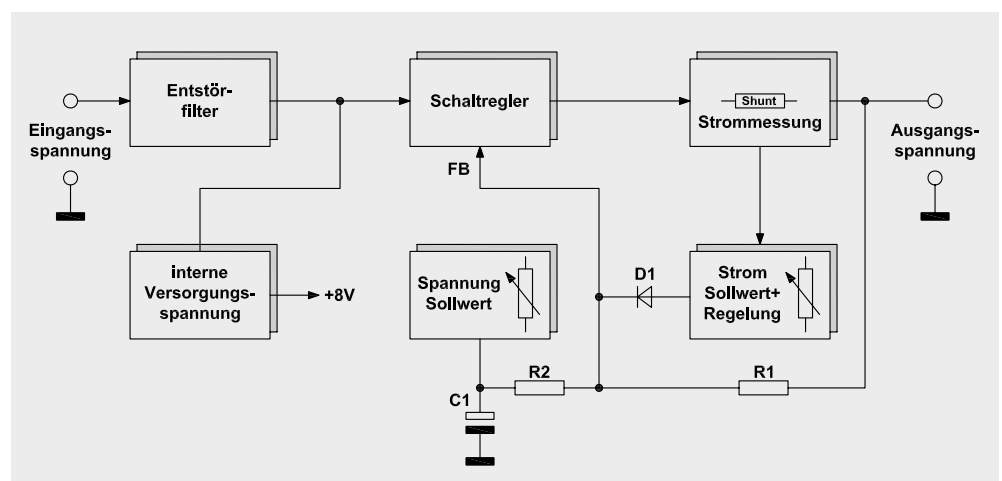 Entstör-
filter
Schaltregler
Shunt
Strommessung
Eingangs-
spannung
Ausgangs-
spannung
FB
interne
Versorgungs-
spannung
+8V
Spannung
Sollwert
D1
Strom
Sollwert+
Regelung
R2
R1
C1